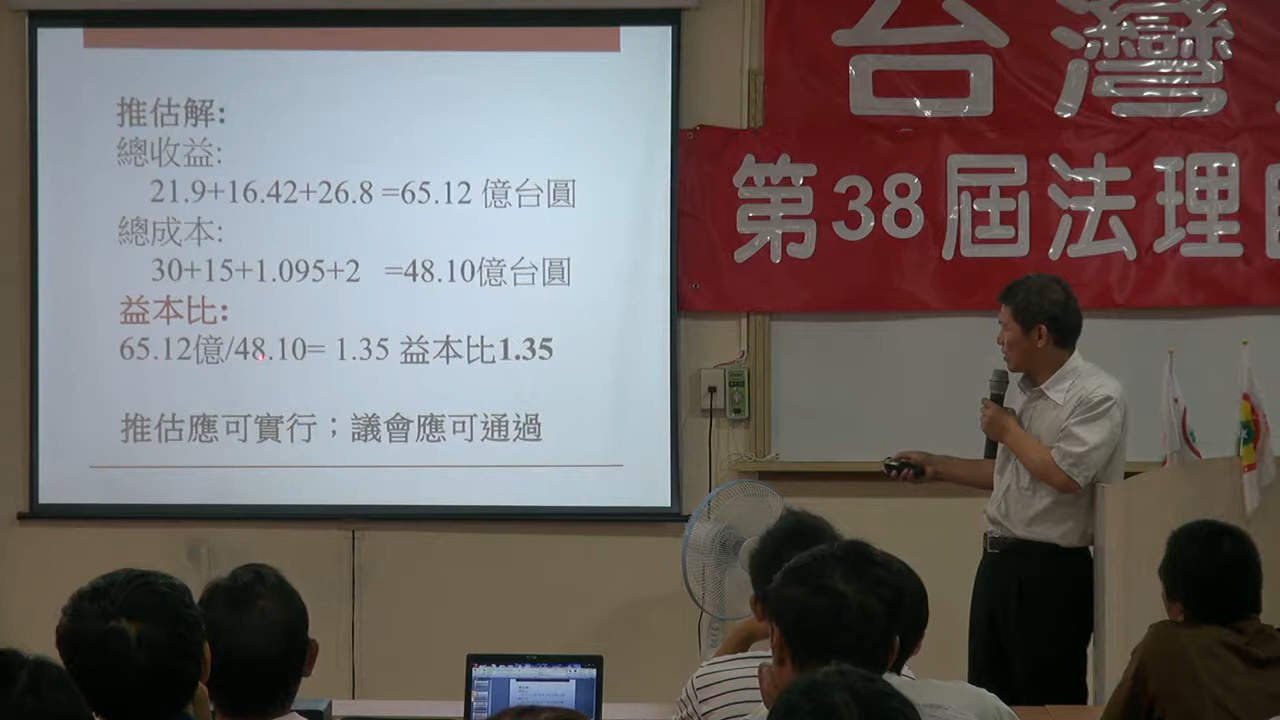 推估解:
總收益:
21.9+16.42+26.8 =65.12 億台圓
總成本:
30+15+1.095+2 =48.10億台圓
益本比:
65.12億/48.10= 1.35 益本比1.35
推估應可實行；議會應可通過
台灣
第38屆法理